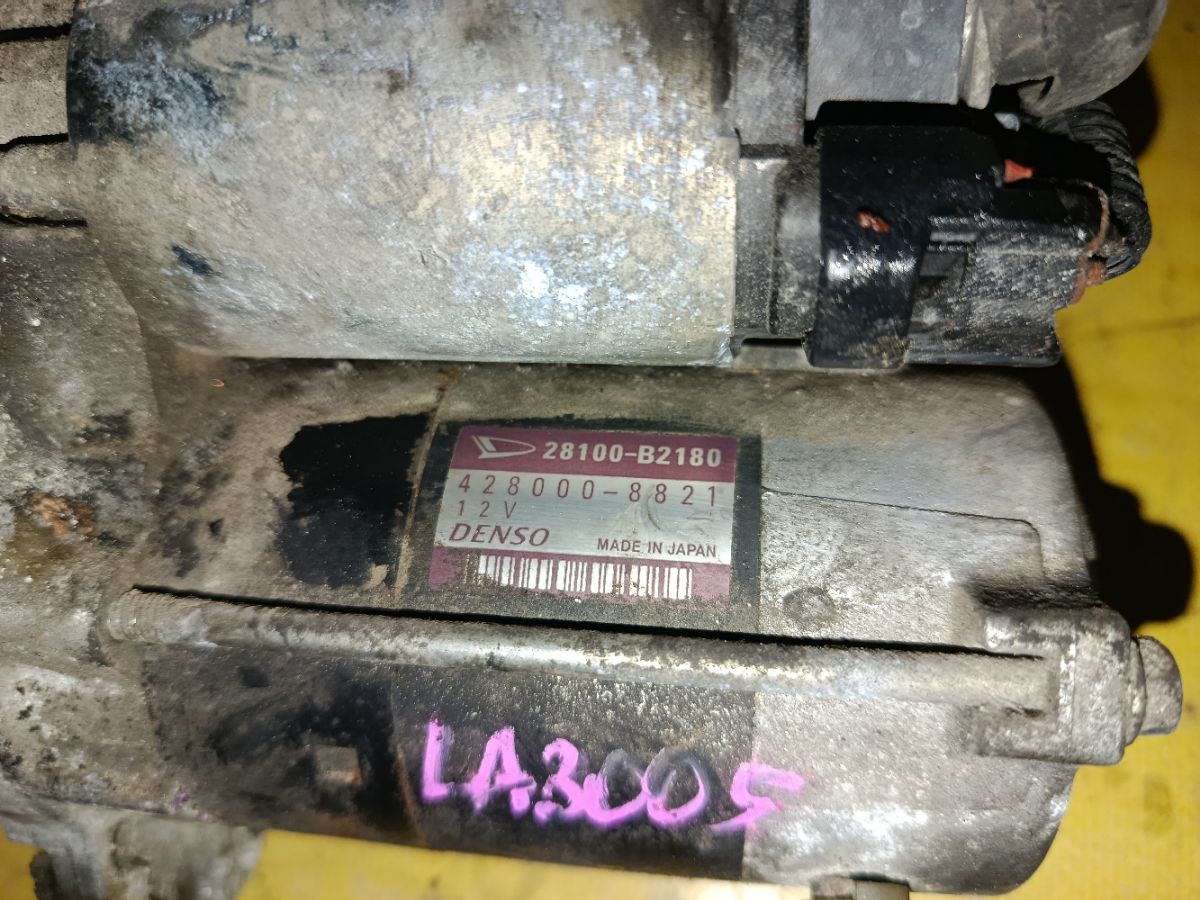 28100-B2180
428000-8821
12V
DENSO MADE IN JAPAN
LA300S